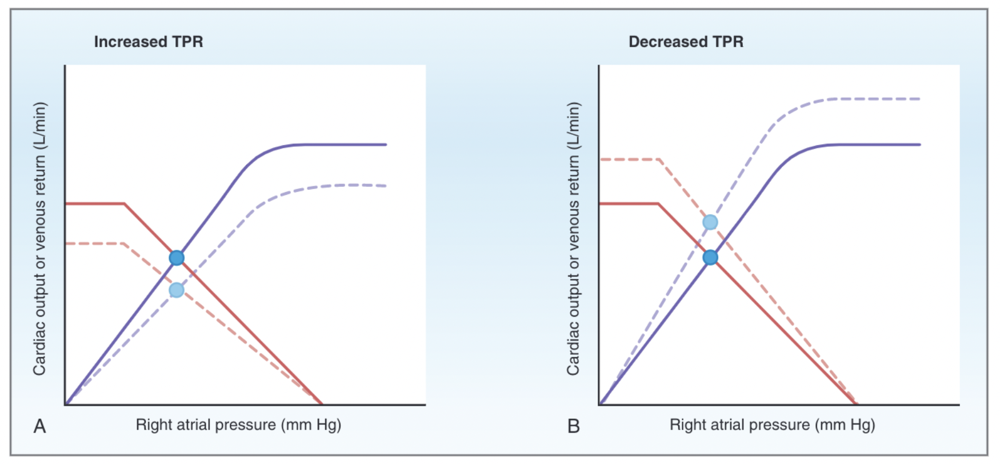 Increased TPR
Cardiac output or venous return (L/min)
Right atrial pressure (mm Hg)
A
Decreased TPR
Cardiac output or venous return (L/min)
Right atrial pressure (mm Hg)
B